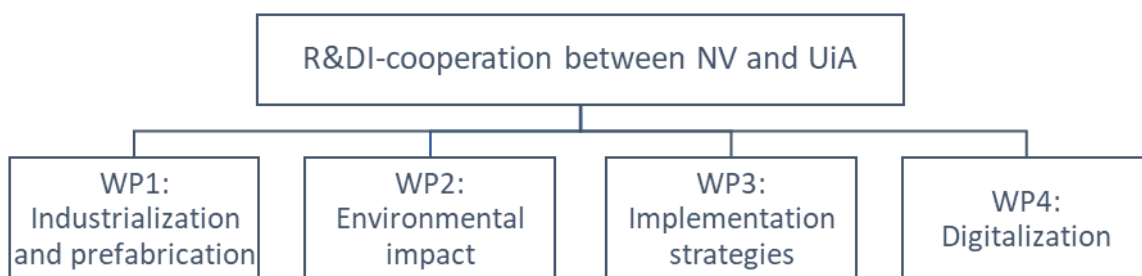 R&DI-cooperation between NV and UiA
WP1:
Industrialization
and prefabrication
WP2:
Environmental
impact
WP3:
Implementation
strategies
WP4:
Digitalization